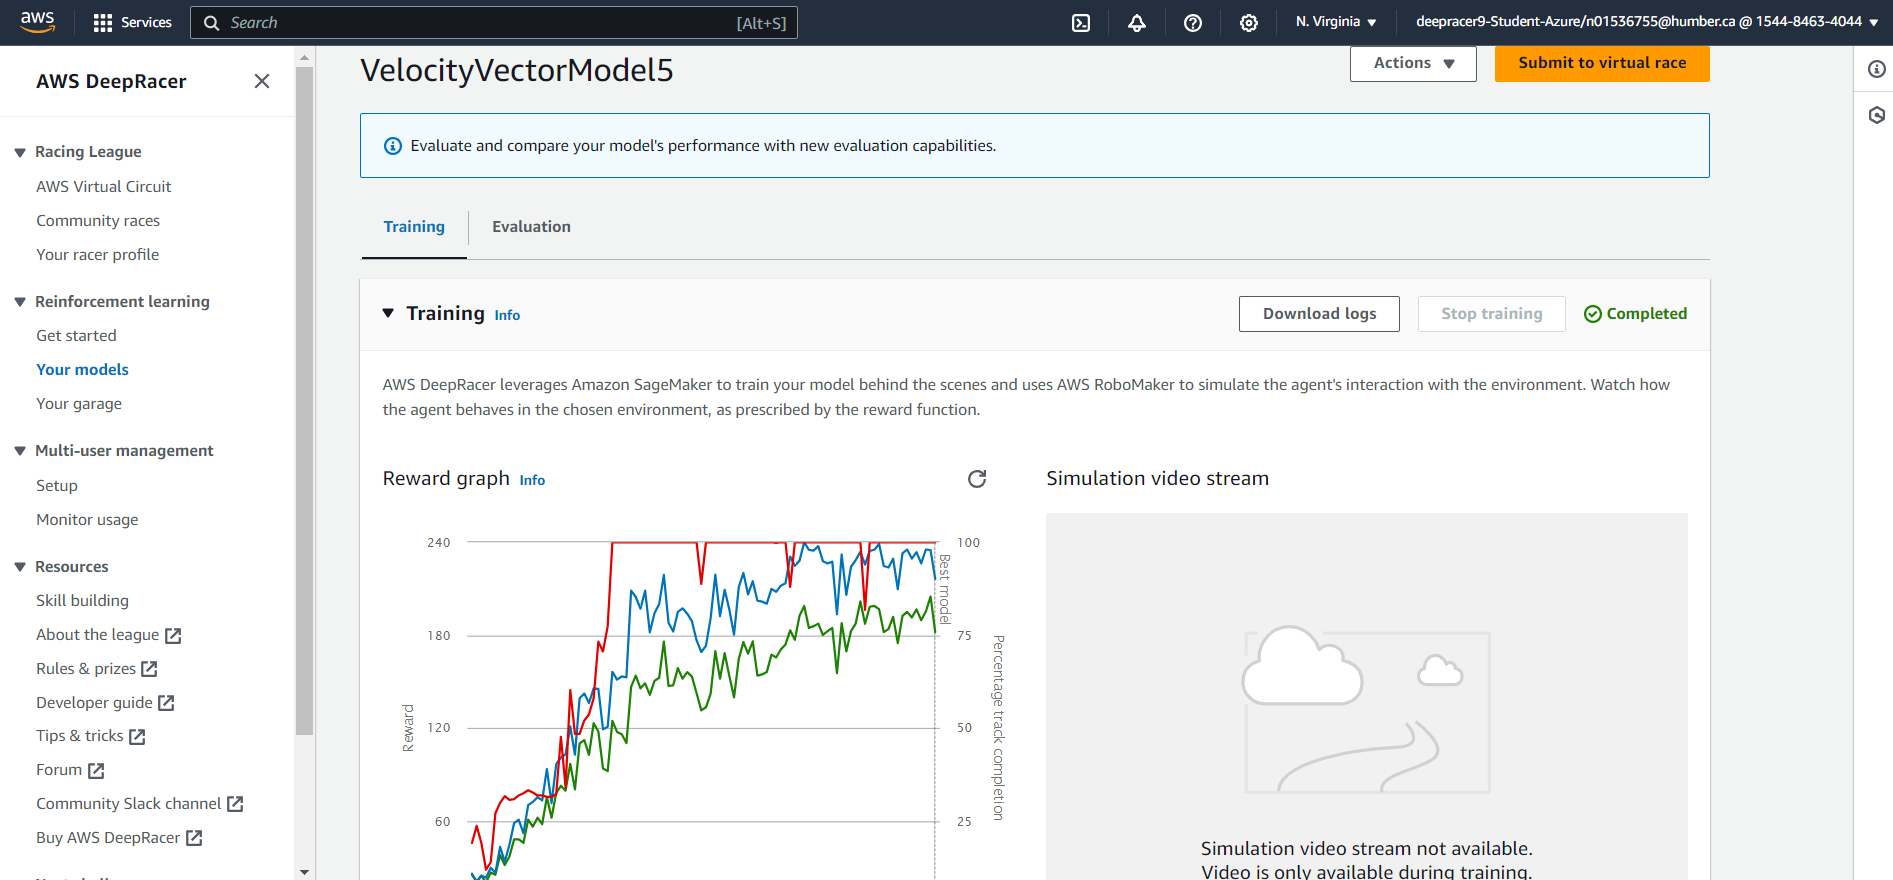 aws
Services
Search
[Alt+S]
N. Virginia
deepracer9-Student-Azure/n01536755@humber.ca @ 1544-8463-4044
AWS DeepRacer
Racing League
AWS Virtual Circuit
Community races
Your racer profile
Reinforcement learning
Get started
Your models
Your garage
Multi-user management
Setup
Monitor usage
Resources
Skill building
About the league
Rules & prizes
Developer guide
Tips & tricks
Forum
Community Slack channel
Buy AWS DeepRacer
VelocityVectorModel5
Actions
Submit to virtual race
Evaluate and compare your model's performance with new evaluation capabilities.
Training
Evaluation
Training Info
Download logs
Stop training
Completed
AWS DeepRacer leverages Amazon SageMaker to train your model behind the scenes and uses AWS RoboMaker to simulate the agent's interaction with the environment. Watch how
the agent behaves in the chosen environment, as prescribed by the reward function.
Reward graph Info
240
180
120
60
Reward
100
75
50
25
Best model
Percentage track completion
Simulation video stream
Simulation video stream not available.
Video is only available during training.